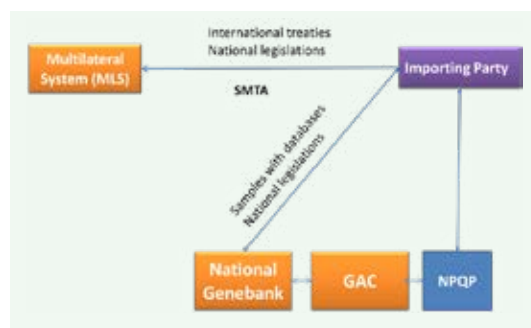 International treaties
National legislations
Multilateral
System (MLS)
Importing Party
SMTA
Samples with databases
National legislations
National
Genebank
GAC
NPQP